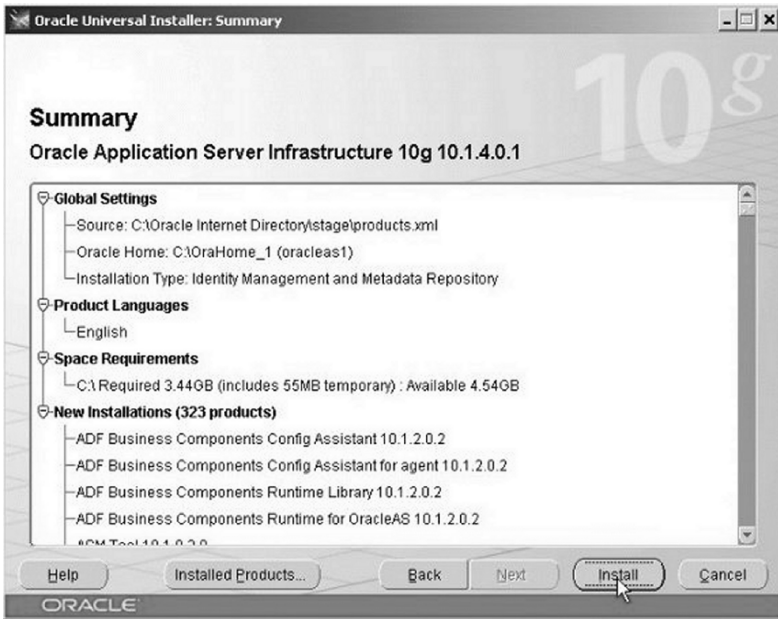 Oracle Universal Installer: Summary
10g
Summary
Oracle Application Server Infrastructure 10g 10.1.4.0.1
Global Settings
Source: C:\Oracle Internet Directory\stage\products.xml
Oracle Home: C:\OraHome_1 (oracleas1)
Installation Type: Identity Management and Metadata Repository
Product Languages
English
Space Requirements
C:\ Required 3.44GB (includes 55MB temporary) : Available 4.54GB
New Installations (323 products)
ADF Business Components Config Assistant 10.1.2.0.2
ADF Business Components Config Assistant for agent 10.1.2.0.2
ADF Business Components Runtime Library 10.1.2.0.2
ADF Business Components Runtime for OracleAS 10.1.2.0.2
Help
Installed Products...
Back
Next
Install
Cancel
ORACLE